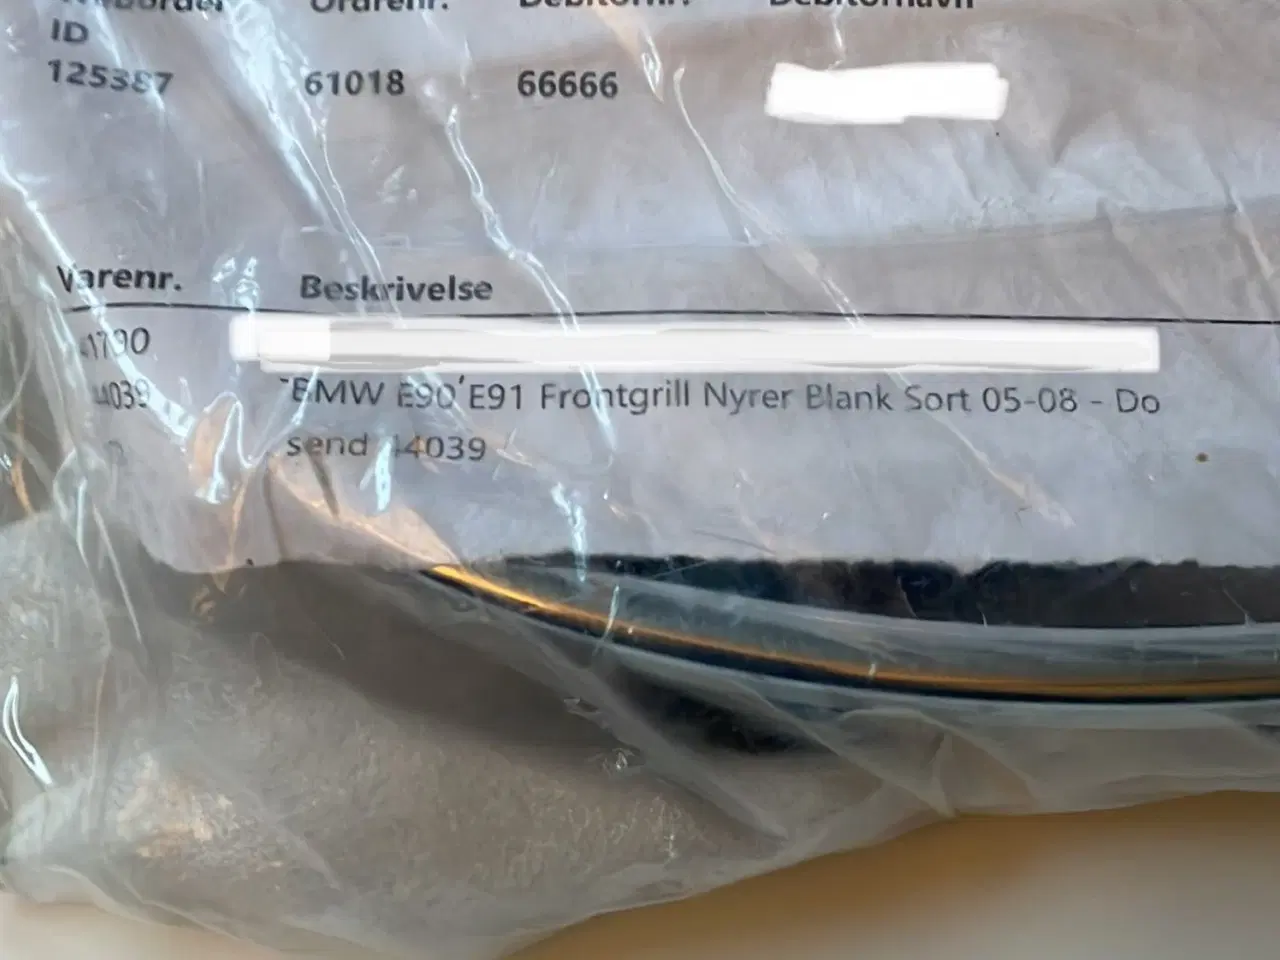 ID
125387 61018 66666
Varenr. Beskrivelse
BMW E90 E91 Frontgrill Nyrer Blank Sort 05-08 - Do
send 14039